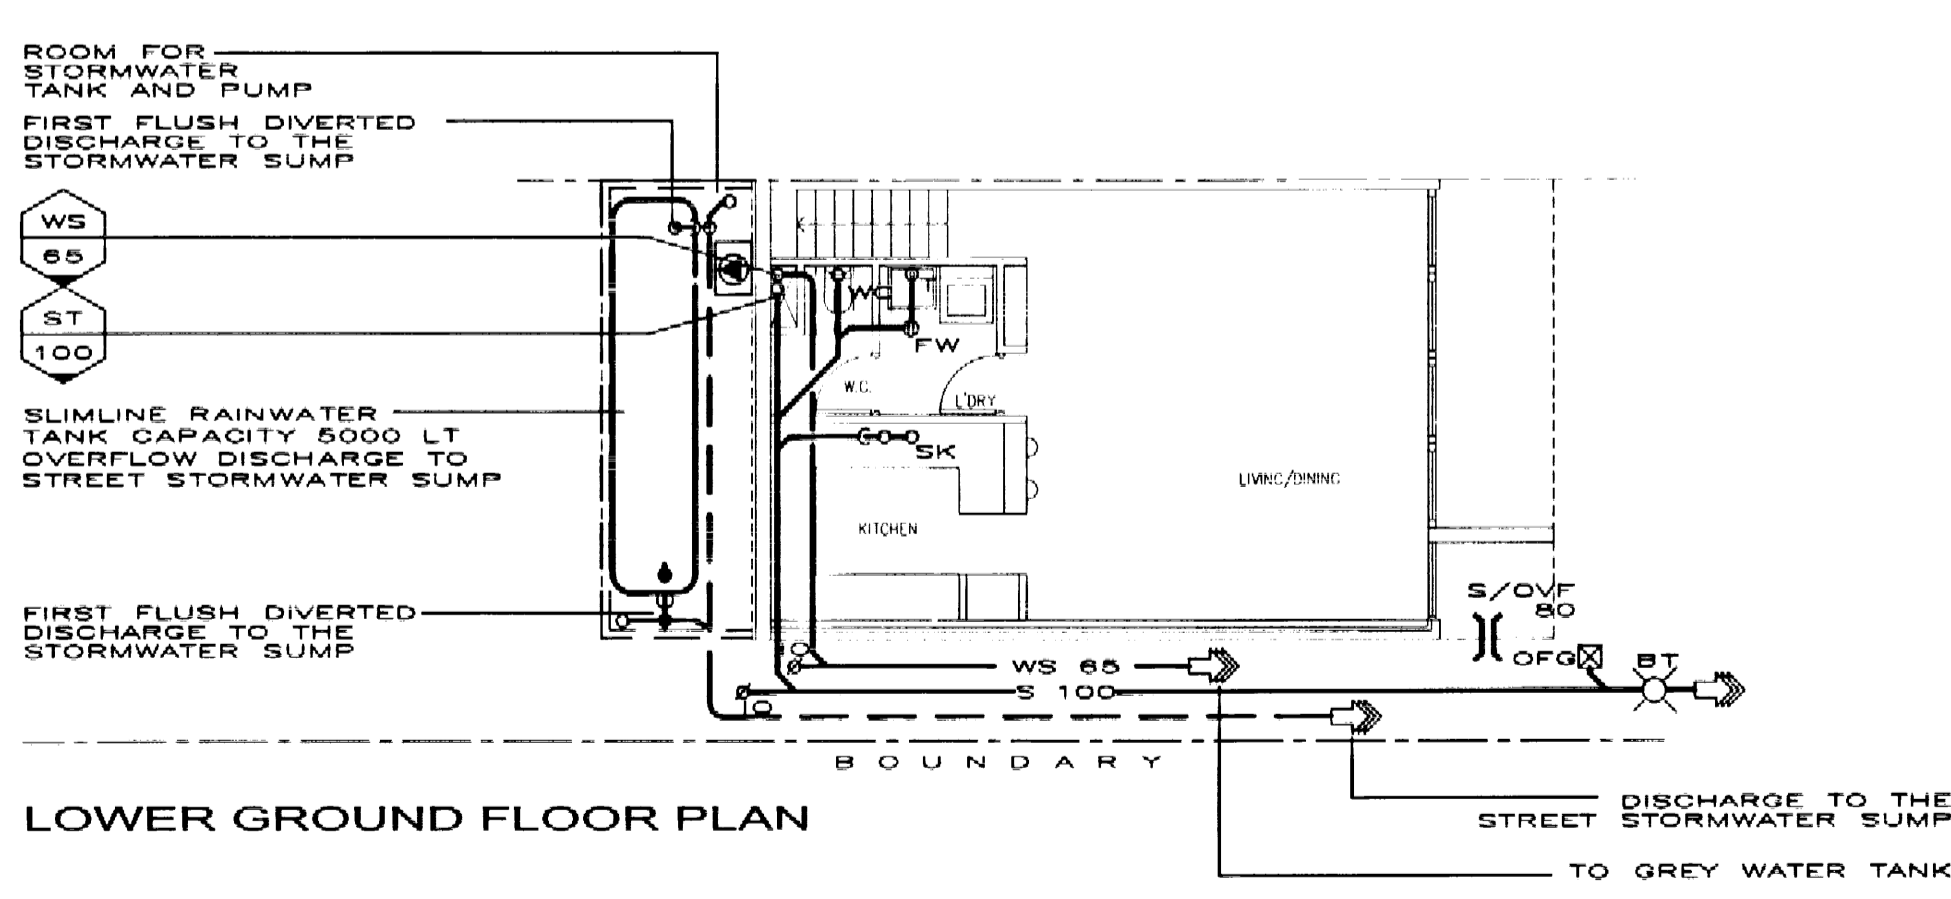 ROOM FOR
STORMWATER
TANK AND PUMP
FIRST FLUSH DIVERTED
DISCHARGE TO THE
STORMWATER SUMP
WS
65
ST
100
SLIMLINE RAINWATER
TANK CAPACITY 5000 LT
OVERFLOW DISCHARGE TO
STREET STORMWATER SUMP
FIRST FLUSH DIVERTED
DISCHARGE TO THE
STORMWATER SUMP
WC
T
FW
W.C.
L'DRY
SK
KITCHEN
LIVING/DINING
S/OVF
80
OFG
BT
IO
WS 65
S 100
IO
BOUNDARY
LOWER GROUND FLOOR PLAN
DISCHARGE TO THE
STREET STORMWATER SUMP
TO GREY WATER TANK